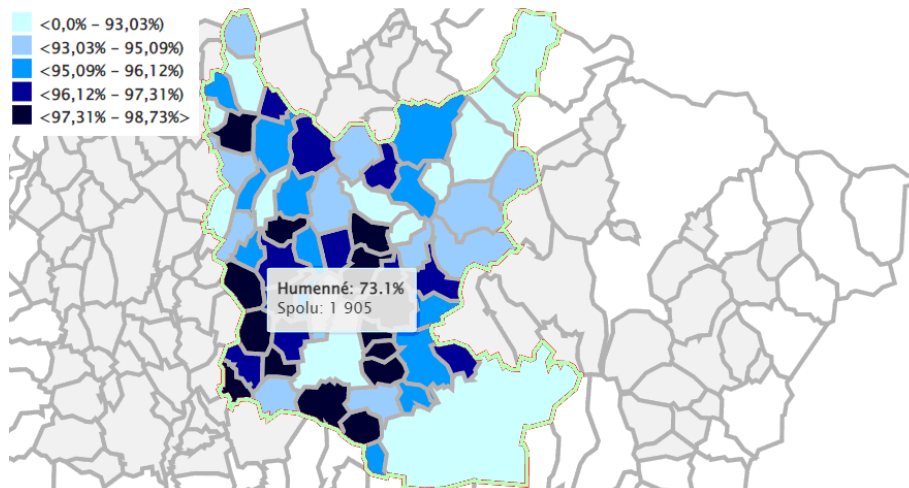 <0,0% – 93,03%)
<93,03% – 95,09%)
<95,09% – 96,12%)
<96,12% – 97,31%)
<97,31% – 98,73%>
Humenné: 73.1%
Spolu: 1 905